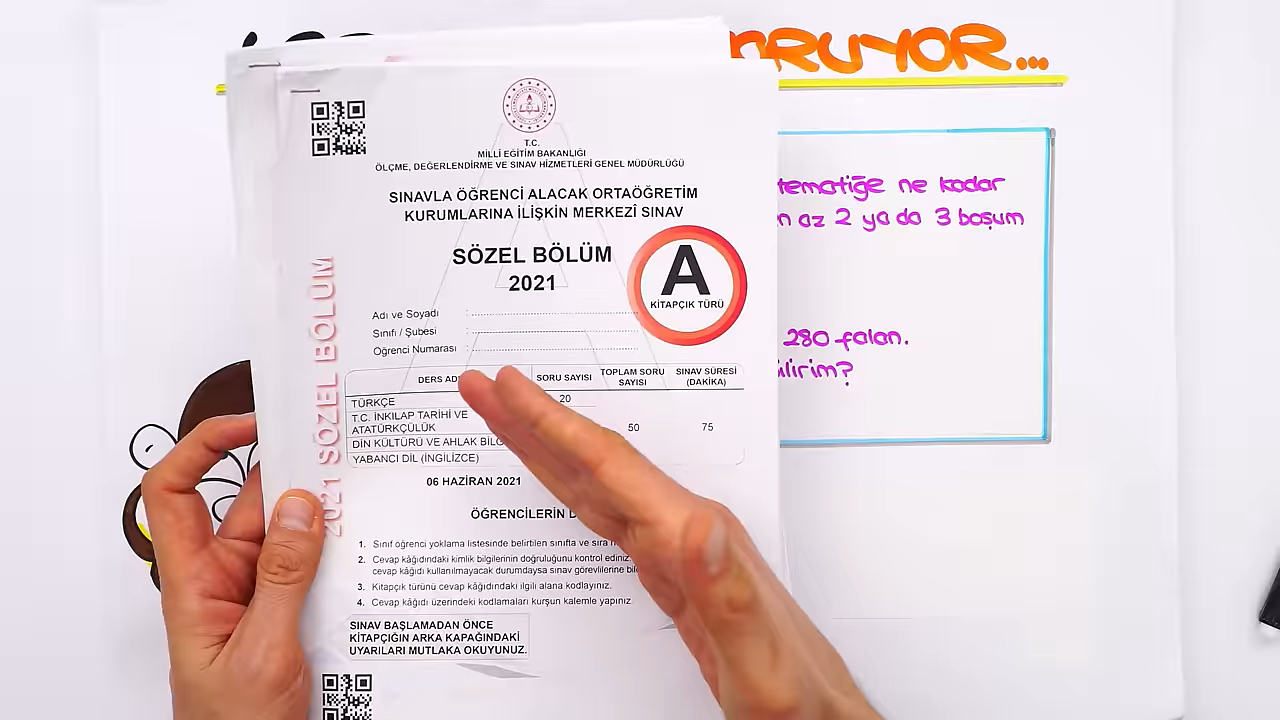 ORUYOR...
T.C.
MİLLİ EĞİTİM BAKANLIĞI
ÖLÇME, DEĞERLENDİRME VE SINAV HİZMETLERİ GENEL MÜDÜRLÜĞÜ
SINAVLA ÖĞRENCİ ALACAK ORTAÖĞRETİM
KURUMLARINA İLİŞKİN MERKEZÎ SINAV
SÖZEL BÖLÜM
2021
A
KİTAPÇIK TÜRÜ
Adı ve Soyadı :
Sınıfı / Şubesi :
Öğrenci Numarası :
2021 SÖZEL BÖLÜM
DERS SORU SAYISI TOPLAM SORU SAYISI SINAV SÜRESİ (DAKİKA)
TÜRKÇE 20
T.C. İNKILAP TARİHİ VE
ATATÜRKÇÜLÜK 50 75
DİN KÜLTÜRÜ VE AHLAK
YABANCI DİL (İNGİLİZCE)
06 HAZİRAN 2021
ÖĞRENCİLERİN
1. Sınıf öğrenci yoklama listesinde belirtilen sınıfta ve sıra
2. Cevap kâğıdındaki kimlik bilgilerinin doğruluğunu kontrol ediniz
cevap kâğıdı kullanılmayacak durumdaysa sınav görevlilerine
3. Kitapçık türünü cevap kâğıdındaki ilgili alana kodlayınız.
4. Cevap kâğıdı üzerindeki kodlamaları kurşun kalemle yapınız.
SINAV BAŞLAMADAN ÖNCE
KİTAPÇIĞIN ARKA KAPAĞINDAKİ
UYARILARI MUTLAKA OKUYUNUZ.
tematiğe ne kadar
az 2 ya da 3 boşum
280 falan.
ilirim?